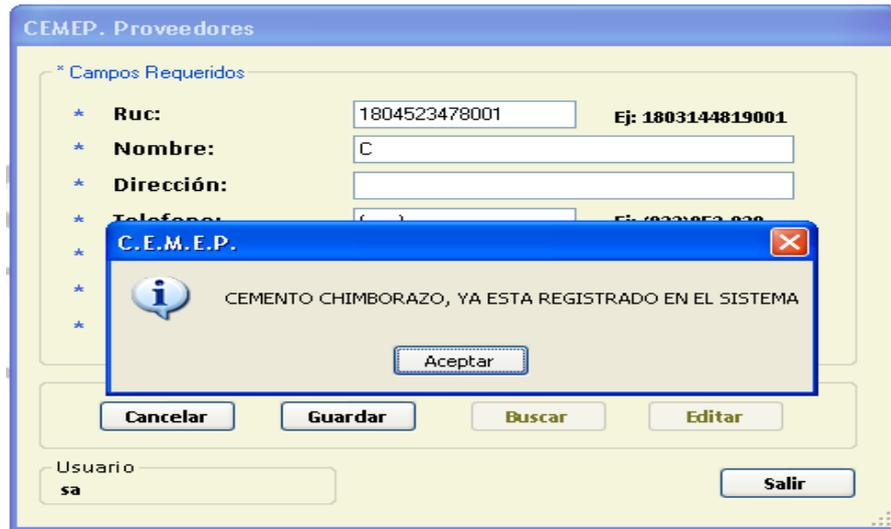 CEMEP. Proveedores
* Campos Requeridos
* Ruc: 1804523478001 Ej: 1803144819001
* Nombre: C
* Dirección:
* Telefono: ( )
C.E.M.E.P.
CEMENTO CHIMBORAZO, YA ESTA REGISTRADO EN EL SISTEMA
Aceptar
*
*
*
Cancelar Guardar Buscar Editar
Usuario
sa
Salir